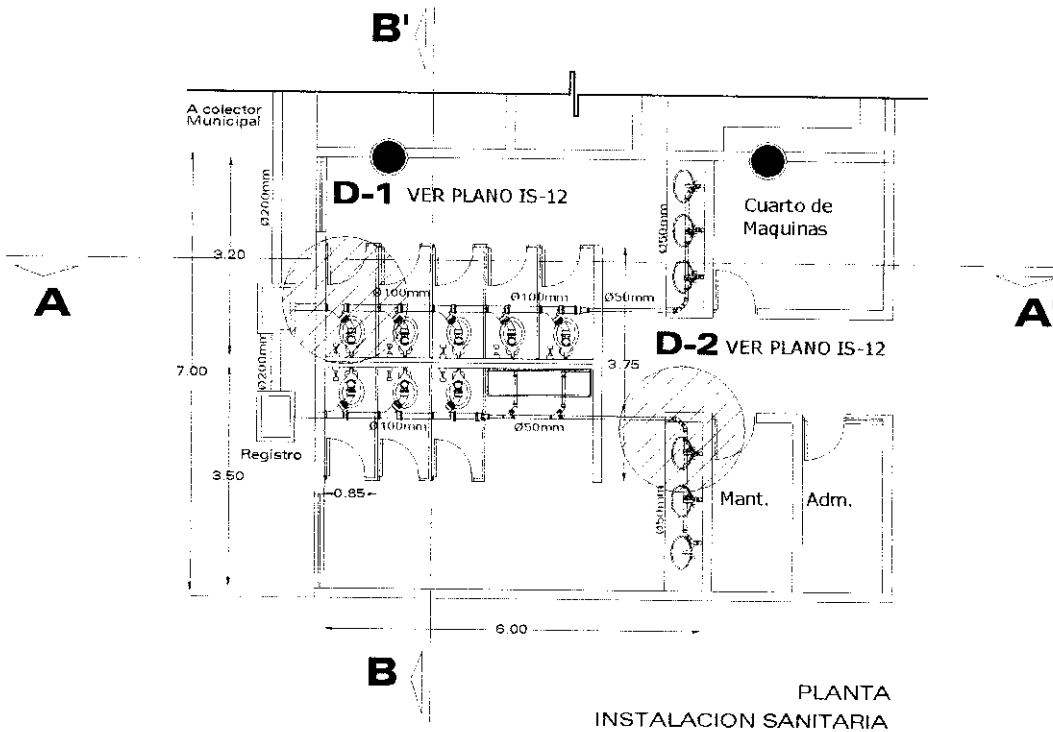 B'
A colector
Municipal
D-1 VER PLANO IS-12
Cuarto de
Maquinas
Ø200mm
Ø50mm
3.20
A
A
Ø100mm
Ø100mm
Ø50mm
D-2 VER PLANO IS-12
7.00
Ø200mm
3.75
Ø100mm
Ø50mm
Registro
3.50
0.85
Ø50mm
Mant.
Adm.
6.00
B
PLANTA
INSTALACION SANITARIA